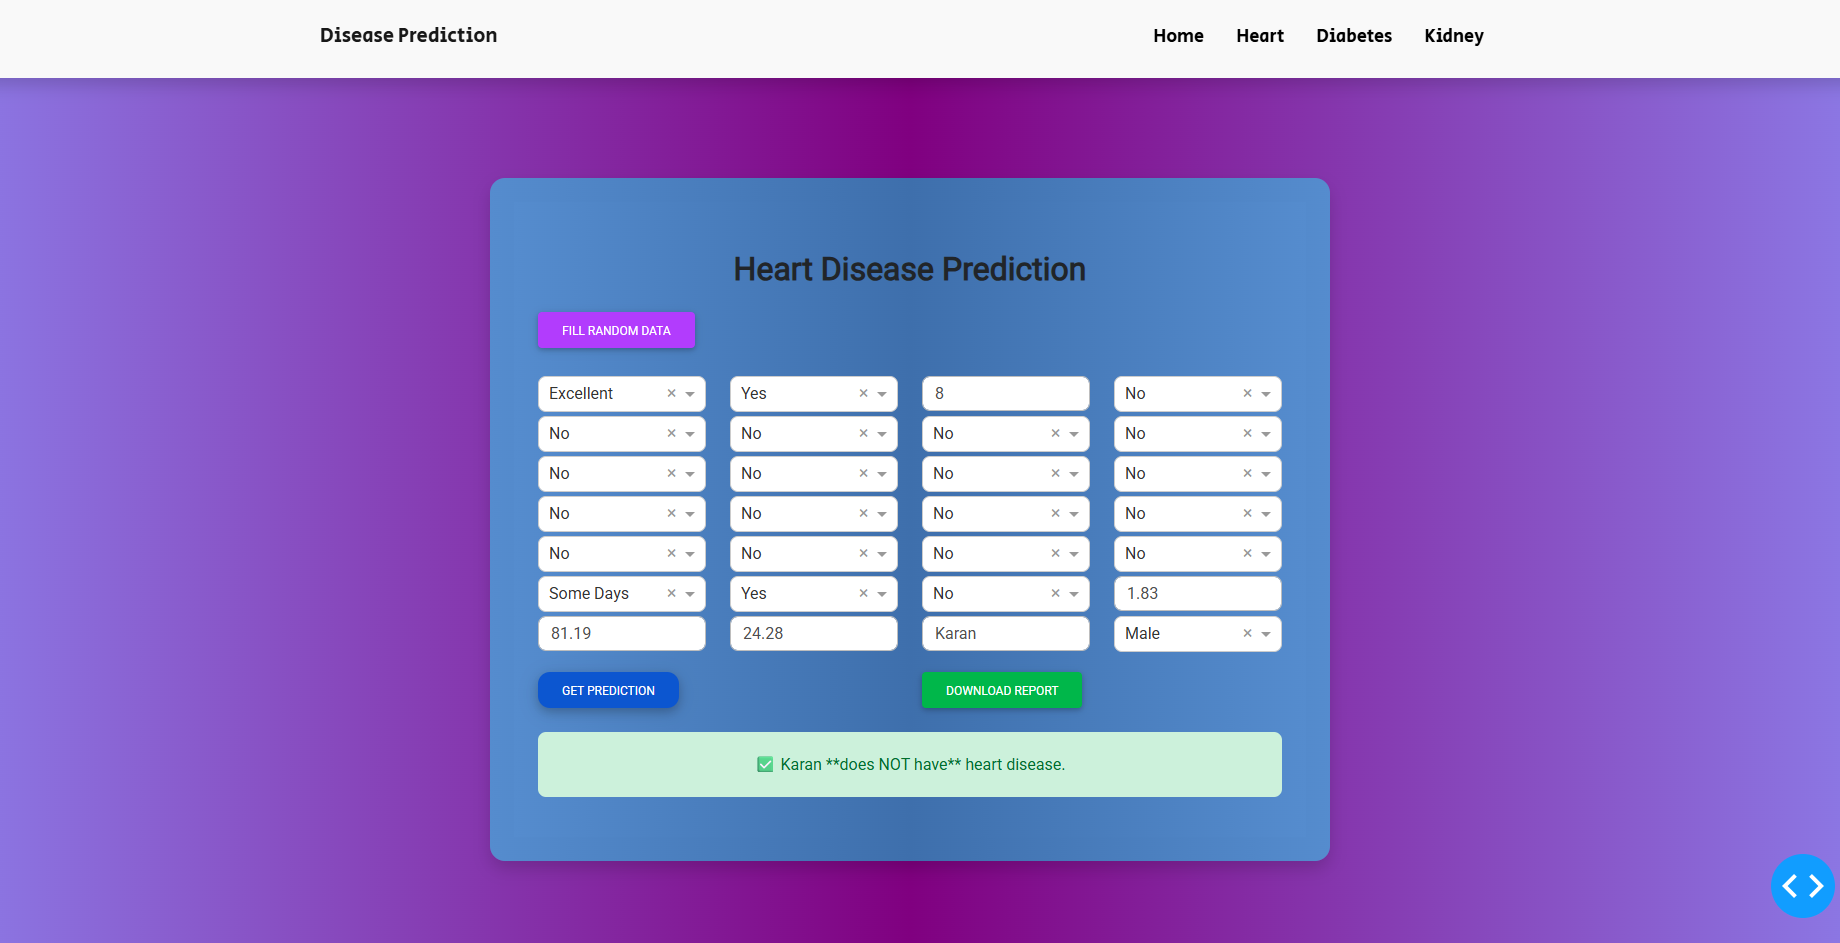 Disease Prediction Home Heart Diabetes Kidney
Heart Disease Prediction
FILL RANDOM DATA
Excellent × Yes × 8 No ×
No × No × No × No ×
No × No × No × No ×
No × No × No × No ×
No × No × No × No ×
Some Days × Yes × No × 1.83
81.19 24.28 Karan Male ×
GET PREDICTION DOWNLOAD REPORT
✅ Karan **does NOT have** heart disease.